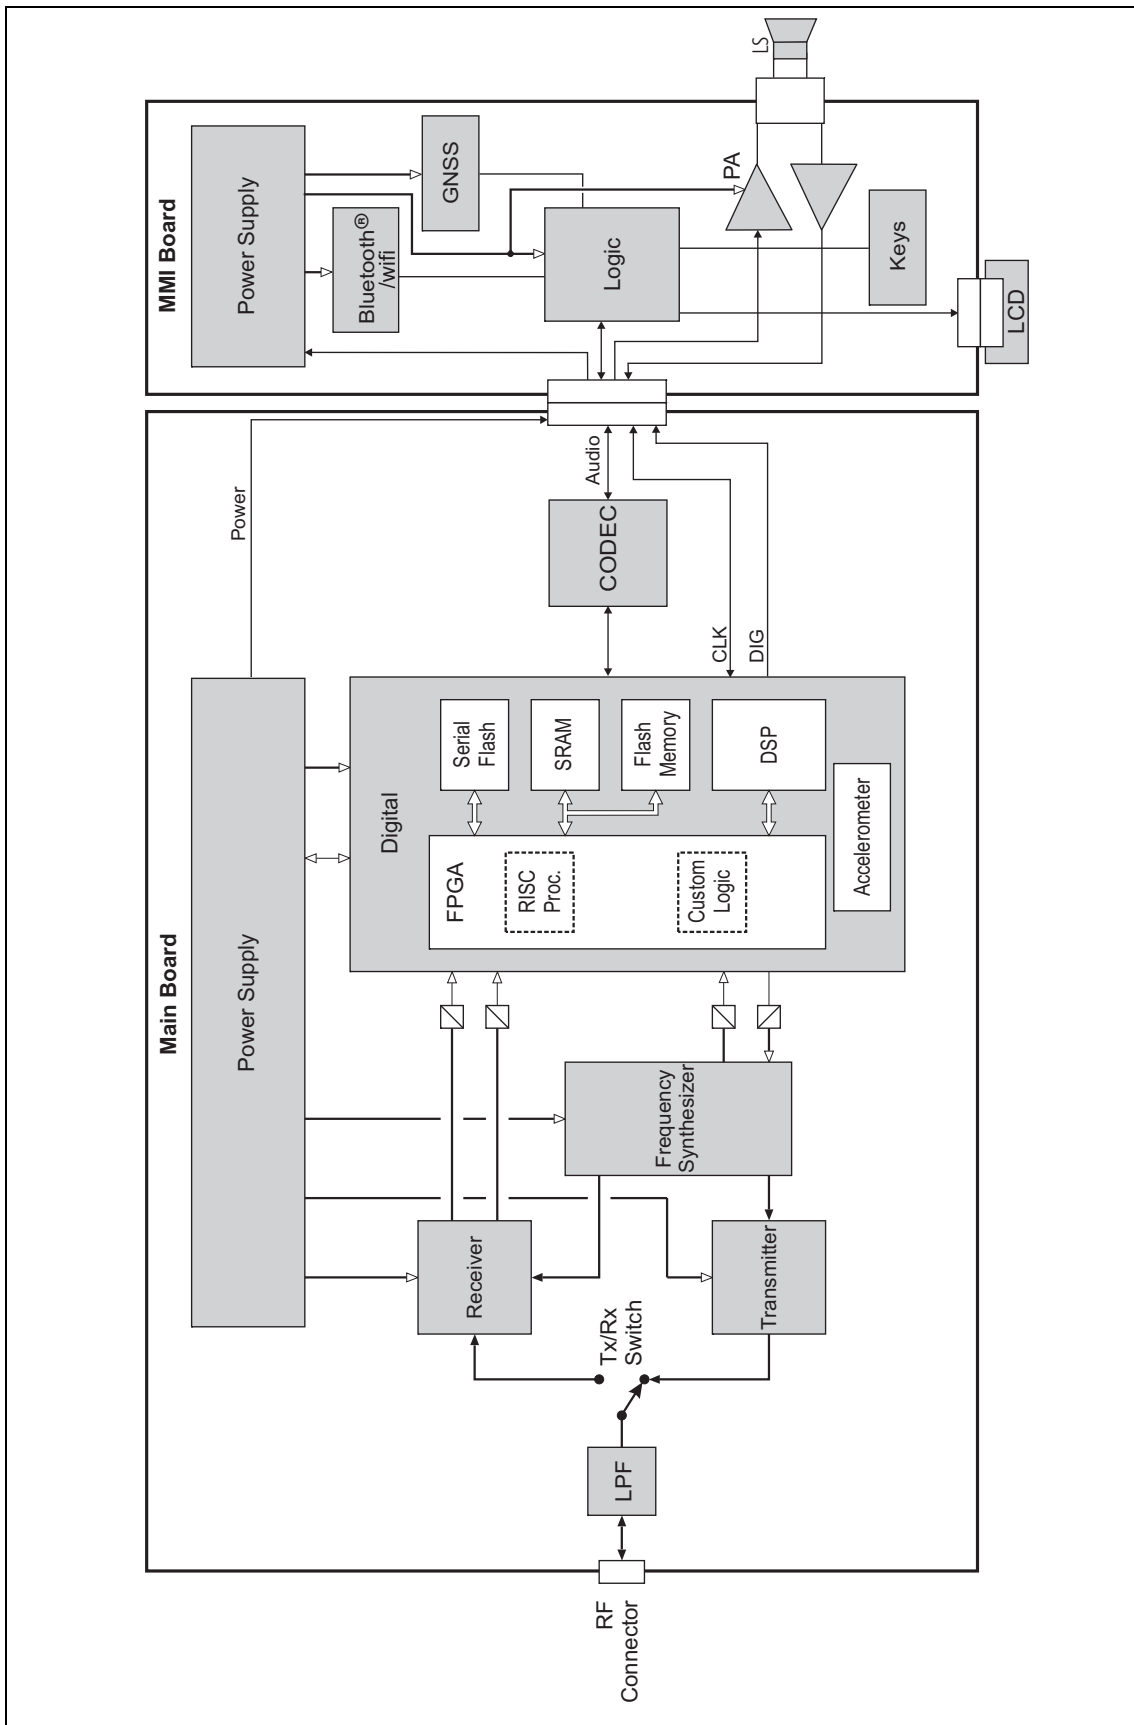 Main Board
MMI Board
Power Supply
Power
Power Supply
Bluetooth®
/wifi
GNSS
Receiver
Digital
FPGA
RISC
Proc.
Custom
Logic
Serial
Flash
SRAM
Flash
Memory
DSP
Accelerometer
CODEC
Audio
CLK
DIG
Logic
PA
LS
Keys
LCD
Frequency
Synthesizer
Transmitter
Tx/Rx
Switch
LPF
RF
Connector